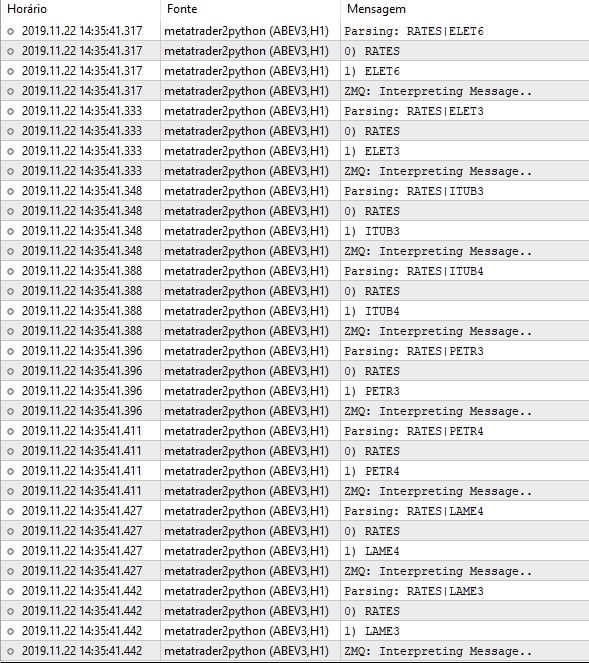 Horário Fonte Mensagem
2019.11.22 14:35:41.317 metatrader2python (ABEV3,H1) Parsing: RATES|ELET6
2019.11.22 14:35:41.317 metatrader2python (ABEV3,H1) 0) RATES
2019.11.22 14:35:41.317 metatrader2python (ABEV3,H1) 1) ELET6
2019.11.22 14:35:41.317 metatrader2python (ABEV3,H1) ZMQ: Interpreting Message..
2019.11.22 14:35:41.333 metatrader2python (ABEV3,H1) Parsing: RATES|ELET3
2019.11.22 14:35:41.333 metatrader2python (ABEV3,H1) 0) RATES
2019.11.22 14:35:41.333 metatrader2python (ABEV3,H1) 1) ELET3
2019.11.22 14:35:41.333 metatrader2python (ABEV3,H1) ZMQ: Interpreting Message..
2019.11.22 14:35:41.348 metatrader2python (ABEV3,H1) Parsing: RATES|ITUB3
2019.11.22 14:35:41.348 metatrader2python (ABEV3,H1) 0) RATES
2019.11.22 14:35:41.348 metatrader2python (ABEV3,H1) 1) ITUB3
2019.11.22 14:35:41.348 metatrader2python (ABEV3,H1) ZMQ: Interpreting Message..
2019.11.22 14:35:41.388 metatrader2python (ABEV3,H1) Parsing: RATES|ITUB4
2019.11.22 14:35:41.388 metatrader2python (ABEV3,H1) 0) RATES
2019.11.22 14:35:41.388 metatrader2python (ABEV3,H1) 1) ITUB4
2019.11.22 14:35:41.388 metatrader2python (ABEV3,H1) ZMQ: Interpreting Message..
2019.11.22 14:35:41.396 metatrader2python (ABEV3,H1) Parsing: RATES|PETR3
2019.11.22 14:35:41.396 metatrader2python (ABEV3,H1) 0) RATES
2019.11.22 14:35:41.396 metatrader2python (ABEV3,H1) 1) PETR3
2019.11.22 14:35:41.396 metatrader2python (ABEV3,H1) ZMQ: Interpreting Message..
2019.11.22 14:35:41.411 metatrader2python (ABEV3,H1) Parsing: RATES|PETR4
2019.11.22 14:35:41.411 metatrader2python (ABEV3,H1) 0) RATES
2019.11.22 14:35:41.411 metatrader2python (ABEV3,H1) 1) PETR4
2019.11.22 14:35:41.411 metatrader2python (ABEV3,H1) ZMQ: Interpreting Message..
2019.11.22 14:35:41.427 metatrader2python (ABEV3,H1) Parsing: RATES|LAME4
2019.11.22 14:35:41.427 metatrader2python (ABEV3,H1) 0) RATES
2019.11.22 14:35:41.427 metatrader2python (ABEV3,H1) 1) LAME4
2019.11.22 14:35:41.427 metatrader2python (ABEV3,H1) ZMQ: Interpreting Message..
2019.11.22 14:35:41.442 metatrader2python (ABEV3,H1) Parsing: RATES|LAME3
2019.11.22 14:35:41.442 metatrader2python (ABEV3,H1) 0) RATES
2019.11.22 14:35:41.442 metatrader2python (ABEV3,H1) 1) LAME3
2019.11.22 14:35:41.442 metatrader2python (ABEV3,H1) ZMQ: Interpreting Message..